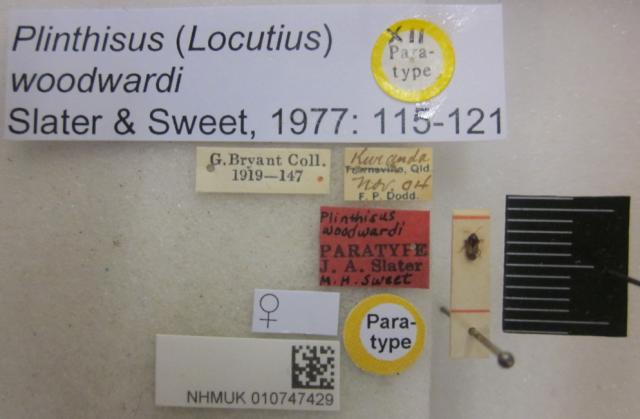 Plinthisus (Locutius)
woodwardi
Slater & Sweet, 1977: 115-121
XII
Para-
type
G. Bryant Coll.
1919—147
Kuranda
Townsville, Qld
Nov. 04
F. P. Dodd
Plinthisus
woodwardi
PARATYPE
J. A. Slater
M. H. Sweet
♀
Para-
type
NHMUK 010747429